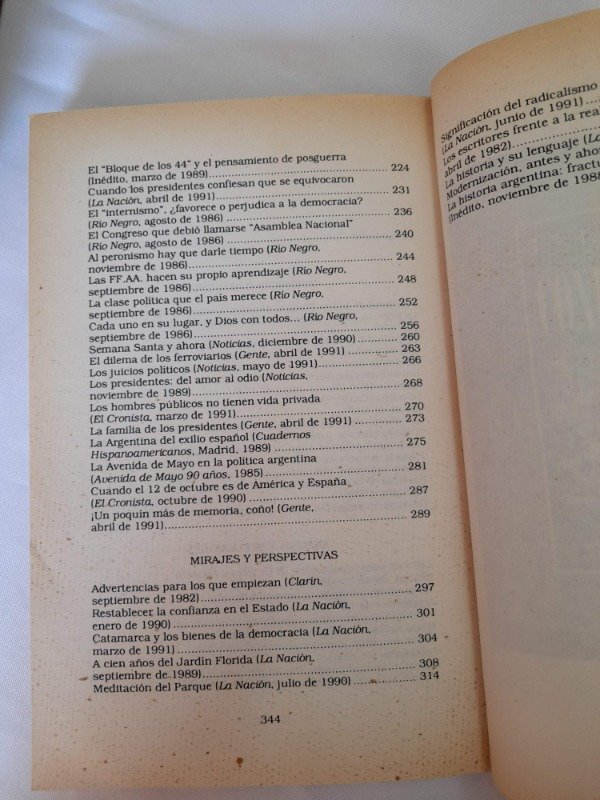 El "Bloque de los 44" y el pensamiento de posguerra
(Inédito, marzo de 1989)............ 224
Cuando los presidentes confiesan que se equivocaron
(La Nación, abril de 1991)............ 231
El "internismo", ¿favorece o perjudica a la democracia?
(Río Negro, agosto de 1986)............ 236
El Congreso que debió llamarse "Asamblea Nacional"
(Río Negro, agosto de 1986)............ 240
Al peronismo hay que darle tiempo (Río Negro,
noviembre de 1986)............ 244
Las FF.AA. hacen su propio aprendizaje (Río Negro,
septiembre de 1986)............ 248
La clase política que el país merece (Río Negro,
septiembre de 1986)............ 252
Cada uno en su lugar, y Dios con todos... (Río Negro,
septiembre de 1986)............ 256
Semana Santa y ahora (Noticias, diciembre de 1990)...... 260
El dilema de los ferroviarios (Gente, abril de 1991)............ 263
Los juicios políticos (Noticias, mayo de 1991)............ 266
Los presidentes: del amor al odio (Noticias,
noviembre de 1989)............ 268
Los hombres públicos no tienen vida privada
(El Cronista, marzo de 1991)............ 270
La familia de los presidentes (Gente, abril de 1991)............ 273
La Argentina del exilio español (Cuadernos
Hispanoamericanos, Madrid, 1989)............ 275
La Avenida de Mayo en la política argentina
(Avenida de Mayo 90 años, 1985)............ 281
Cuando el 12 de octubre es de América y España
(El Cronista, octubre de 1990)............ 287
¡Un poquín más de memoria, coño! (Gente,
abril de 1991)............ 289
MIRAJES Y PERSPECTIVAS
Advertencias para los que empiezan (Clarín,
septiembre de 1982)............ 297
Restablecer la confianza en el Estado (La Nación,
enero de 1990)............ 301
Catamarca y los bienes de la democracia (La Nación,
marzo de 1991)............ 304
A cien años del Jardín Florida (La Nación,
septiembre de 1989)............ 308
Meditación del Parque (La Nación, julio de 1990)............ 314
344
Significación del radicalismo
(La Nación, junio de 1991)....
Los escritores frente a la rea
abril de 1982)............
La historia y su lenguaje (La
Modernización, antes y ahor
La historia argentina: fractu
(Inédito, noviembre de 1988